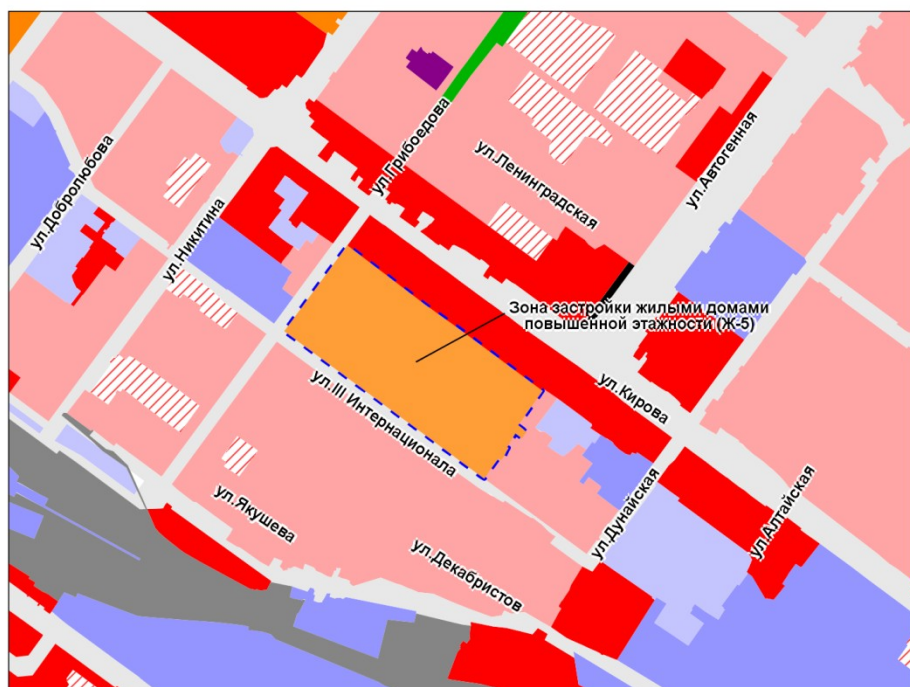 ул.Добролюбова
ул.Никитина
ул.Грибоедова
ул.Ленинградская
ул.Автогенная
Зона застройки жилыми домами
повышенной этажности (Ж-5)
ул.Кирова
ул.III Интернационала
ул.Якушева
ул.Декабристов
ул.Дунайская
ул.Алтайская